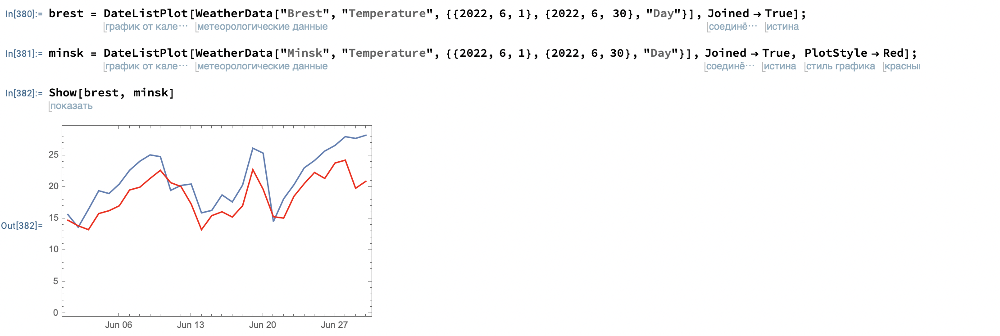 In[380]:= brest = DateListPlot[WeatherData["Brest", "Temperature", {{2022, 6, 1}, {2022, 6, 30}, "Day"}], Joined → True];
график от кале… метеорологические данные соединё… истина
In[381]:= minsk = DateListPlot[WeatherData["Minsk", "Temperature", {{2022, 6, 1}, {2022, 6, 30}, "Day"}], Joined → True, PlotStyle → Red];
график от кале… метеорологические данные соединё… истина стиль графика красны
In[382]:= Show[brest, minsk]
показать
25
20
15
Out[382]=
10
5
0
Jun 06 Jun 13 Jun 20 Jun 27